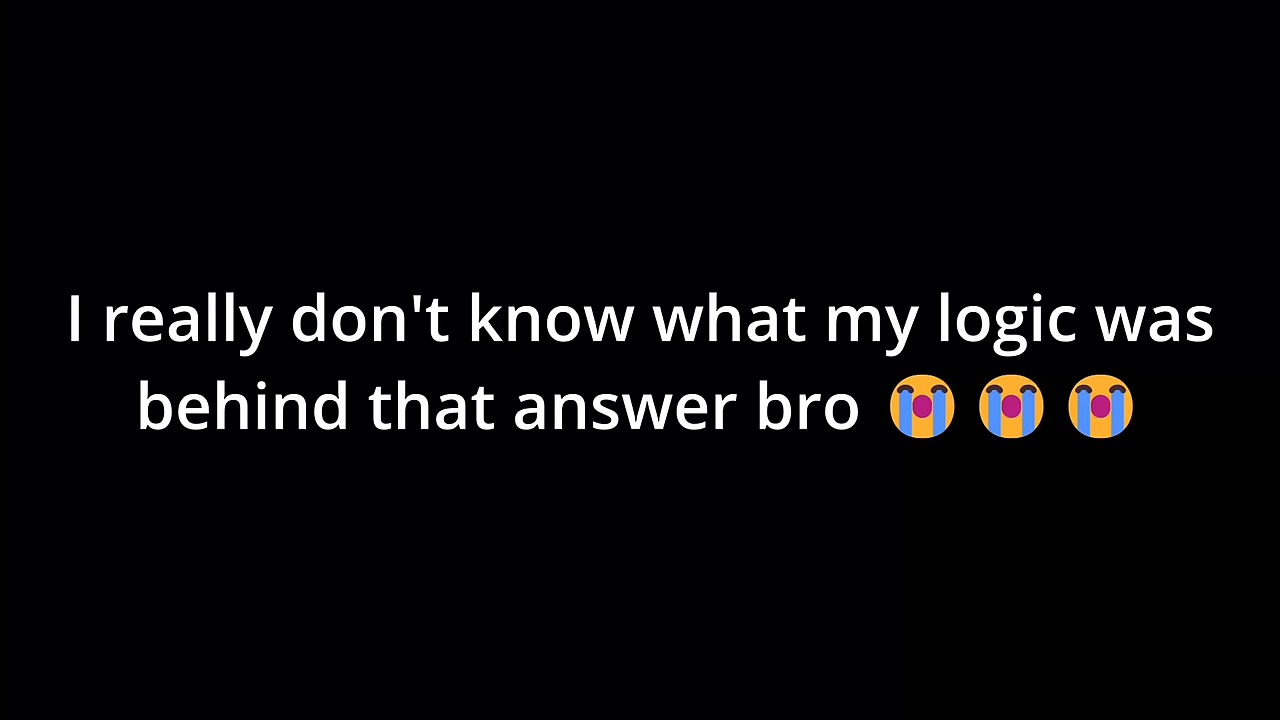 I really don't know what my logic was
behind that answer bro 😭 😭 😭